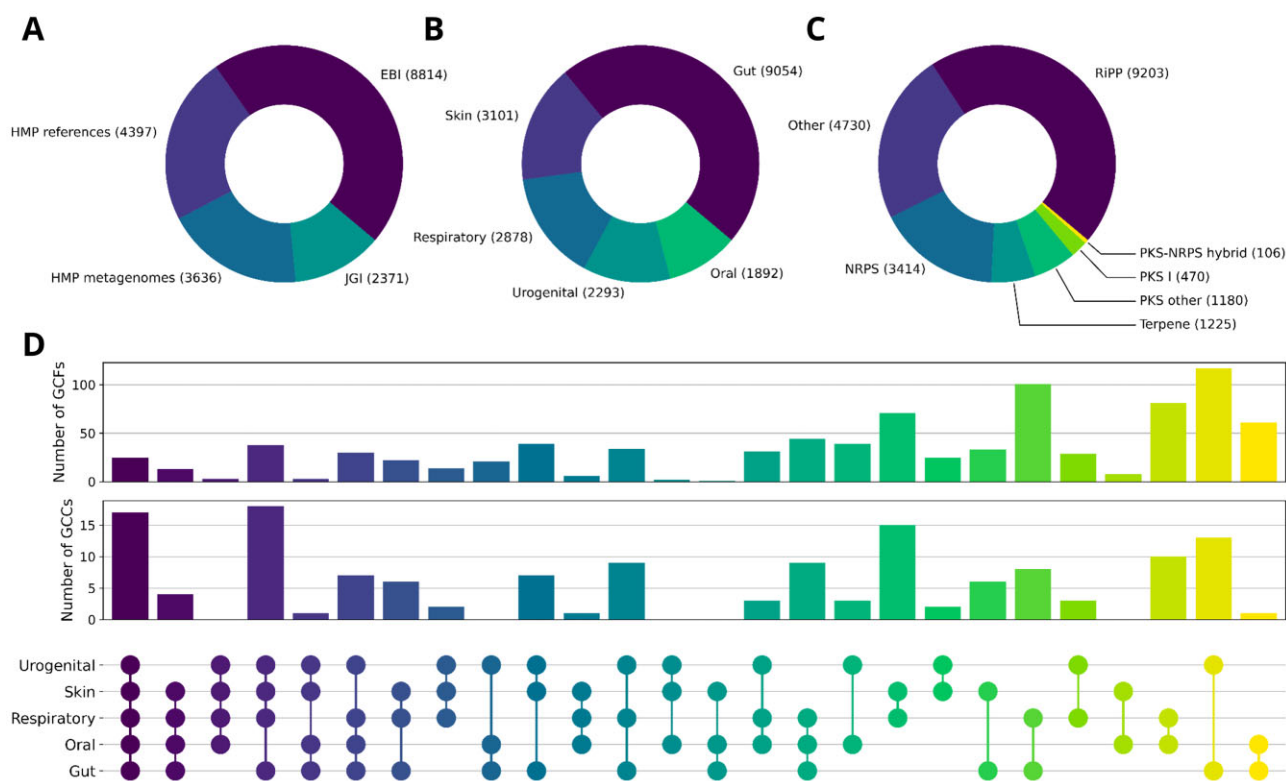 A
B
C
EBI (8814)
HMP references (4397)
HMP metagenomes (3636)
JGI (2371)
Gut (9054)
Skin (3101)
Respiratory (2878)
Urogenital (2293)
Oral (1892)
RiPP (9203)
Other (4730)
NRPS (3414)
PKS-NRPS hybrid (106)
PKS I (470)
PKS other (1180)
Terpene (1225)
D
Number of GCFs
100
50
0
Number of GCCs
15
10
5
0
Urogenital
Skin
Respiratory
Oral
Gut